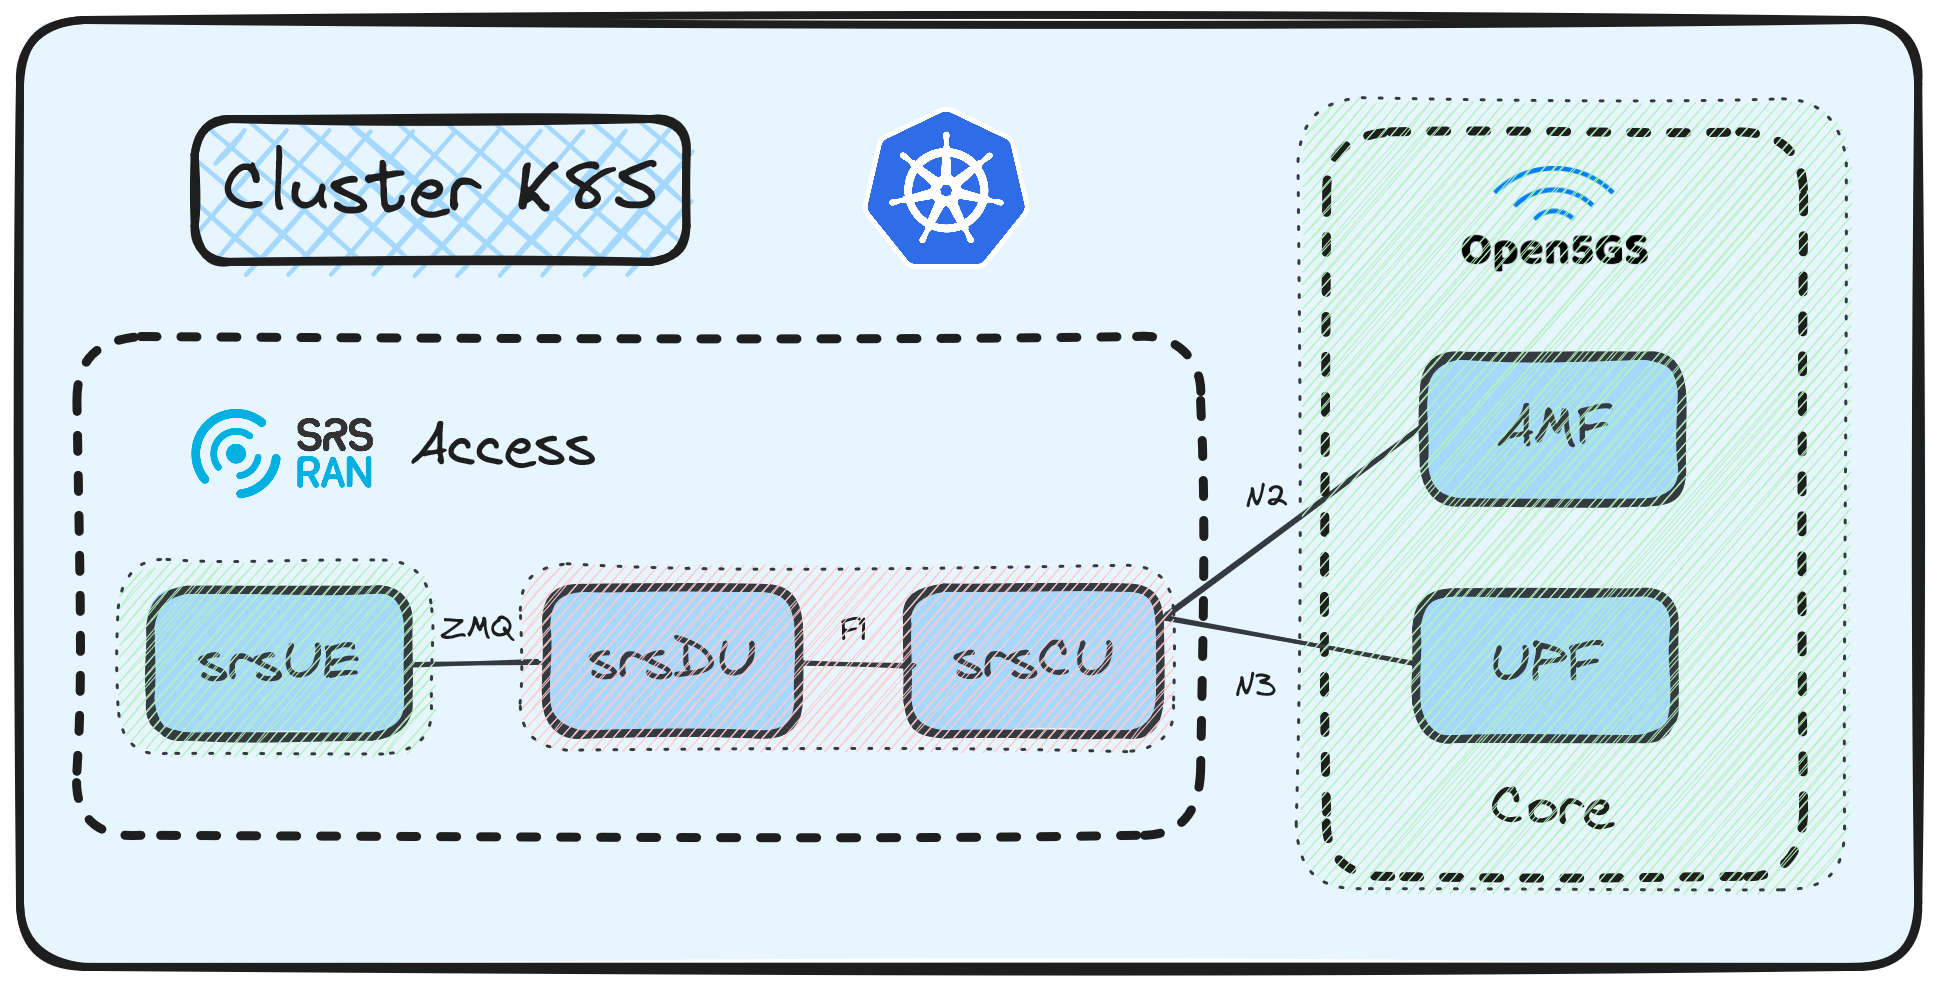 Cluster K8S
Open5GS
SRS
RAN
Access
AMF
N2
ZMQ
F1
srsUE
srsDU
srsCU
UPF
N3
Core